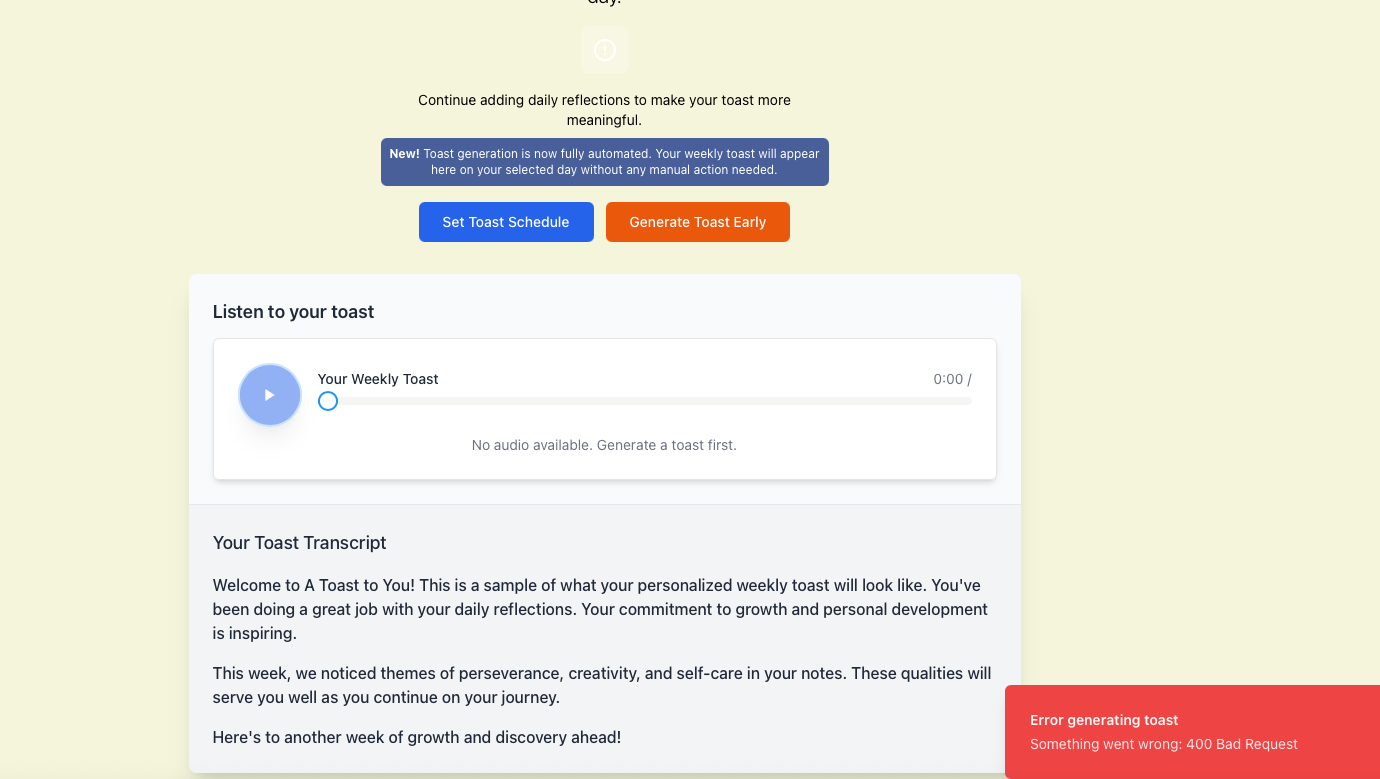 day.
Continue adding daily reflections to make your toast more
meaningful.
New! Toast generation is now fully automated. Your weekly toast will appear
here on your selected day without any manual action needed.
Set Toast Schedule
Generate Toast Early
Listen to your toast
Your Weekly Toast
0:00 /
No audio available. Generate a toast first.
Your Toast Transcript
Welcome to A Toast to You! This is a sample of what your personalized weekly toast will look like. You've
been doing a great job with your daily reflections. Your commitment to growth and personal development
is inspiring.
This week, we noticed themes of perseverance, creativity, and self-care in your notes. These qualities will
serve you well as you continue on your journey.
Here's to another week of growth and discovery ahead!
Error generating toast
Something went wrong: 400 Bad Request